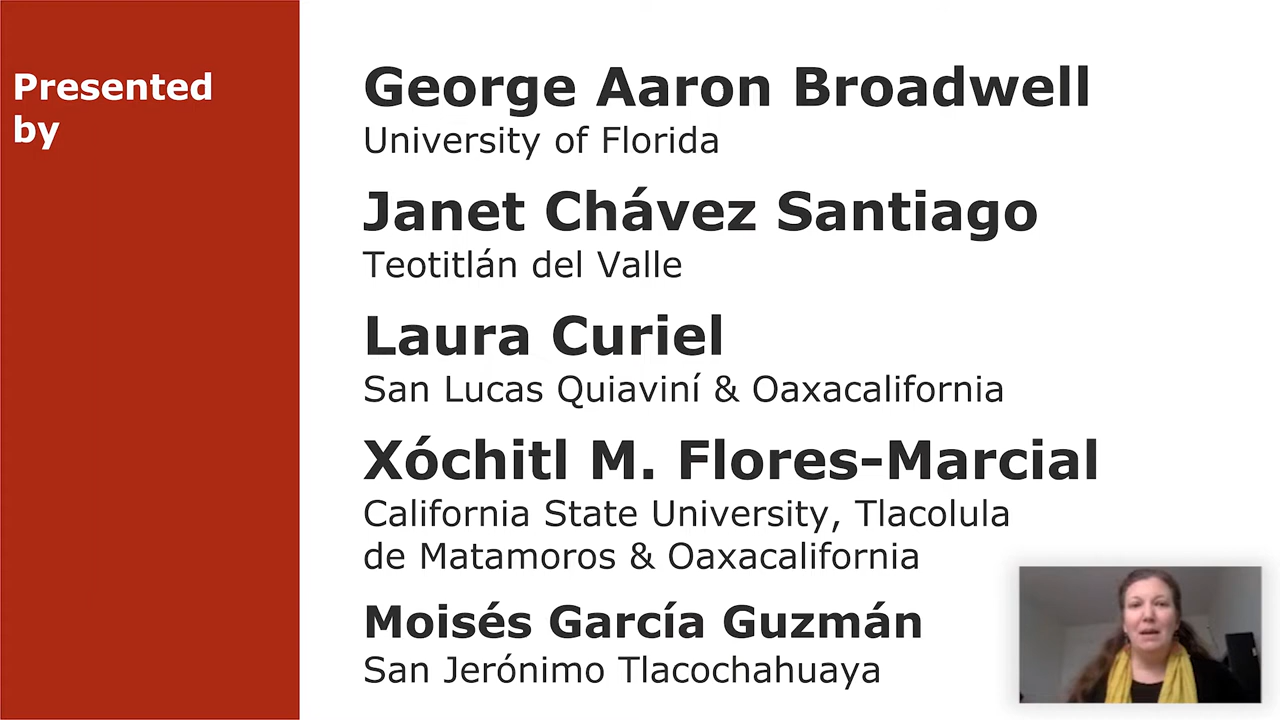 Presented
by
George Aaron Broadwell
University of Florida
Janet Chávez Santiago
Teotitlán del Valle
Laura Curiel
San Lucas Quiaviní & Oaxacalifornia
Xóchitl M. Flores-Marcial
California State University, Tlacolula
de Matamoros & Oaxacalifornia
Moisés García Guzmán
San Jerónimo Tlacochahuaya